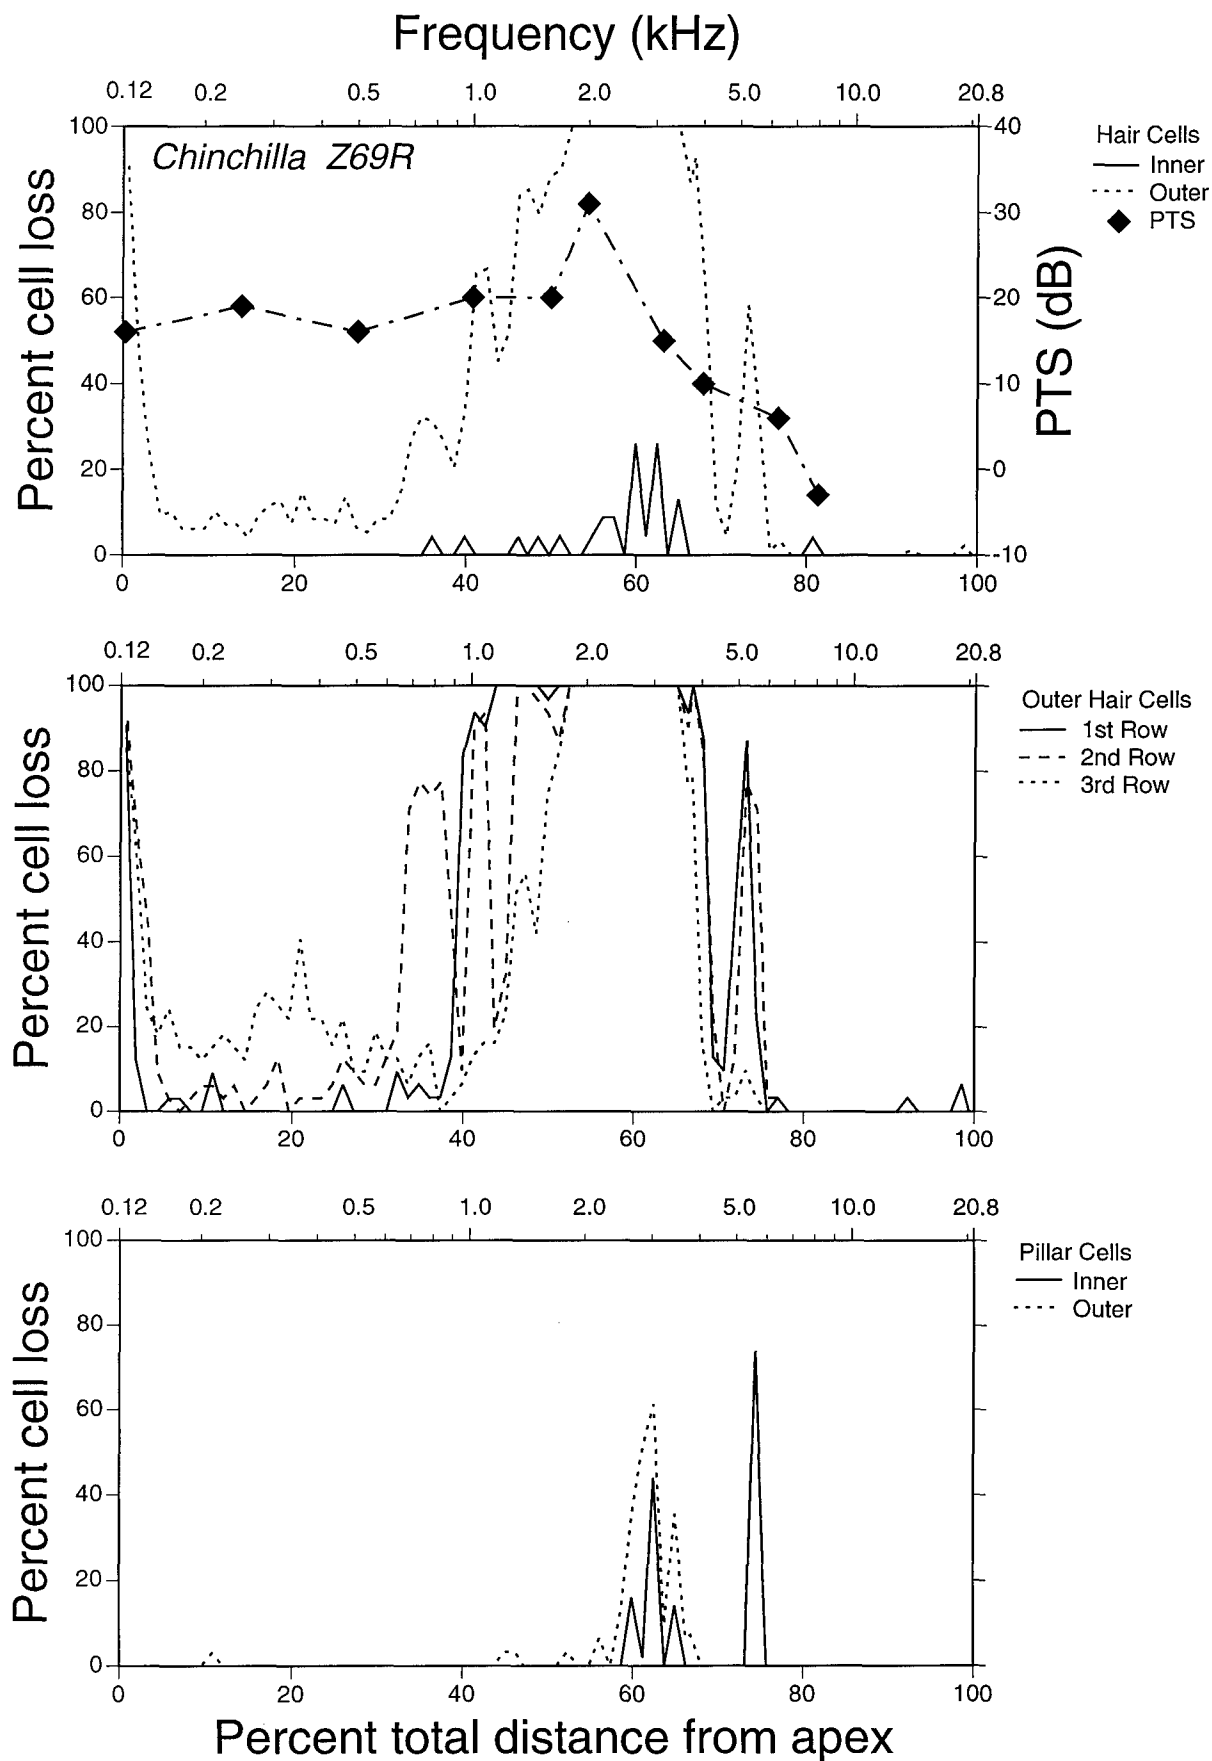 Frequency (kHz)
0.12 0.2 0.5 1.0 2.0 5.0 10.0 20.8
Chinchilla Z69R
Percent cell loss
100
80
60
40
20
0
40
30
20
10
0
-10
PTS (dB)
0 20 40 60 80 100
Hair Cells
Inner
Outer
PTS
0.12 0.2 0.5 1.0 2.0 5.0 10.0 20.8
Percent cell loss
100
80
60
40
20
0
0 20 40 60 80 100
Outer Hair Cells
1st Row
2nd Row
3rd Row
0.12 0.2 0.5 1.0 2.0 5.0 10.0 20.8
Percent cell loss
100
80
60
40
20
0
0 20 40 60 80 100
Pillar Cells
Inner
Outer
Percent total distance from apex